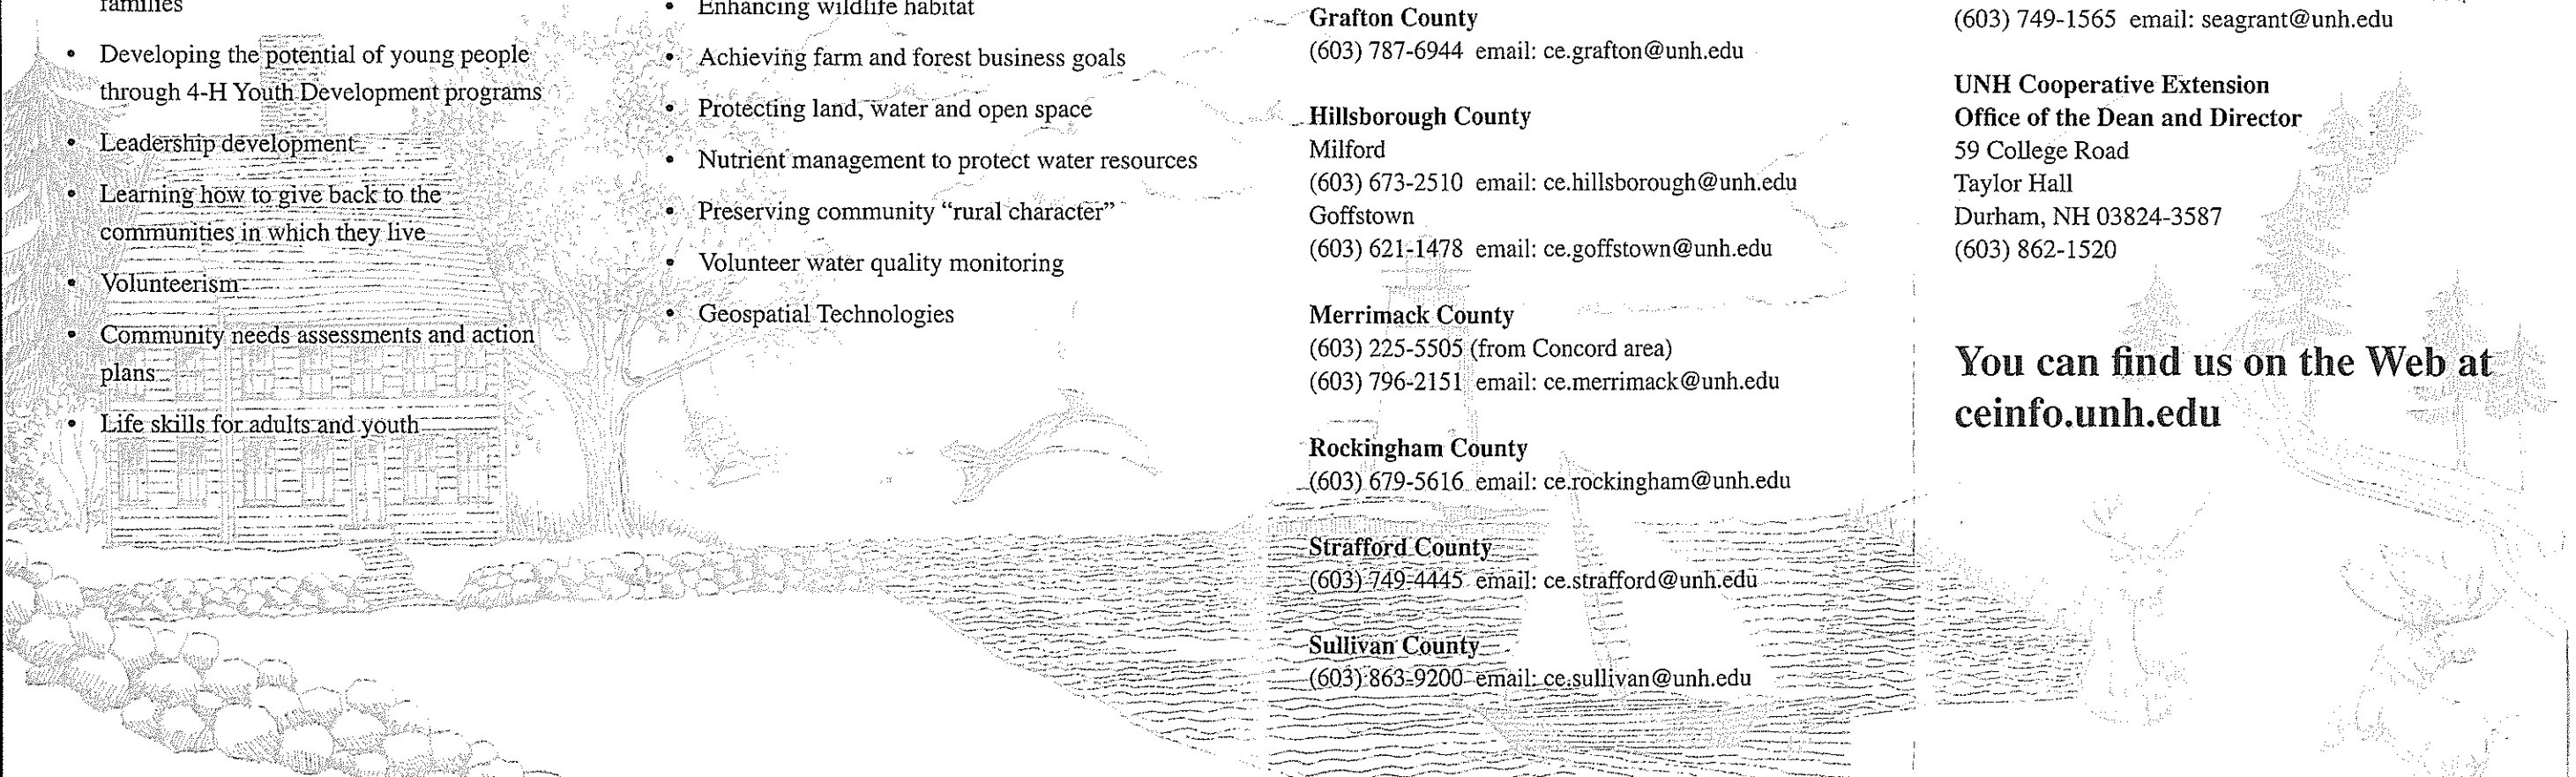 families
• Developing the potential of young people
through 4-H Youth Development programs
• Leadership development
• Learning how to give back to the
communities in which they live
• Volunteerism
• Community needs assessments and action
plans
• Life skills for adults and youth
• Enhancing wildlife habitat
• Achieving farm and forest business goals
• Protecting land, water and open space
• Nutrient management to protect water resources
• Preserving community “rural character”
• Volunteer water quality monitoring
• Geospatial Technologies
Grafton County
(603) 787-6944 email: ce.grafton@unh.edu
Hillsborough County
Milford
(603) 673-2510 email: ce.hillsborough@unh.edu
Goffstown
(603) 621-1478 email: ce.goffstown@unh.edu
Merrimack County
(603) 225-5505 (from Concord area)
(603) 796-2151 email: ce.merrimack@unh.edu
Rockingham County
(603) 679-5616 email: ce.rockingham@unh.edu
Strafford County
(603) 749-4445 email: ce.strafford@unh.edu
Sullivan County
(603) 863-9200 email: ce.sullivan@unh.edu
(603) 749-1565 email: seagrant@unh.edu
UNH Cooperative Extension
Office of the Dean and Director
59 College Road
Taylor Hall
Durham, NH 03824-3587
(603) 862-1520
You can find us on the Web at
ceinfo.unh.edu